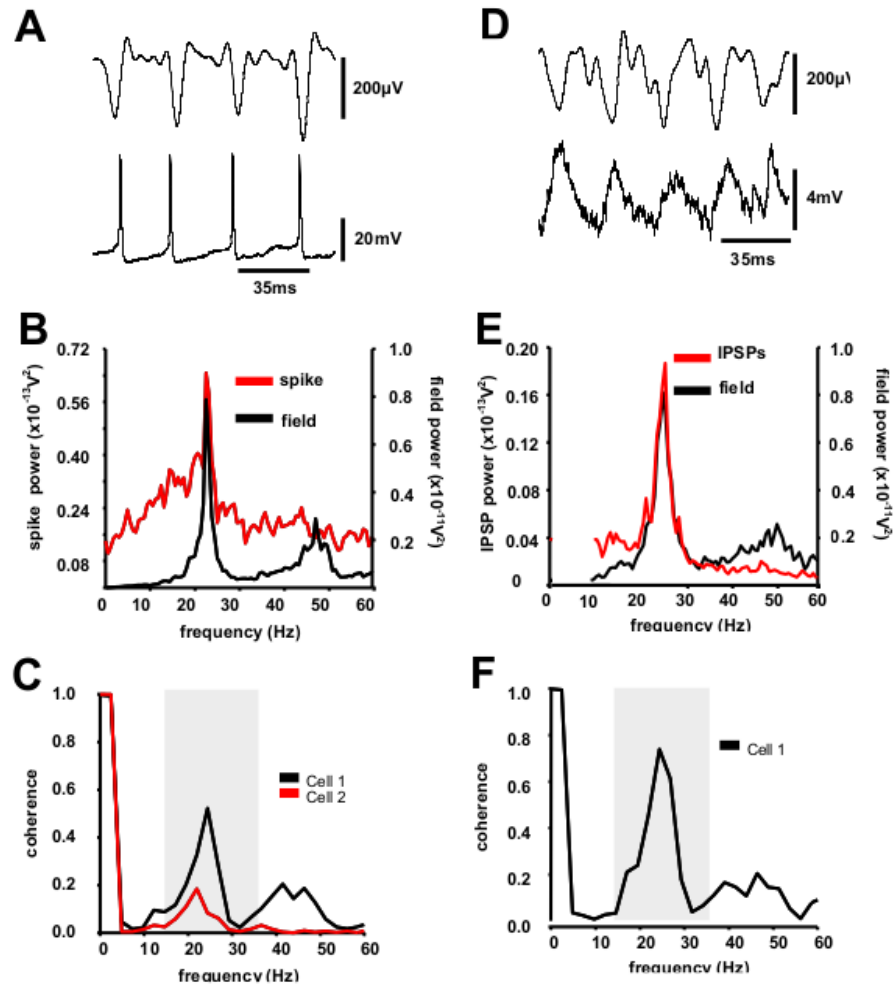 A
200µV
20mV
35ms
D
200µV
4mV
35ms
B
spike power (x10⁻¹³V²)
0.72
0.56
0.40
0.24
0.08
spike
field
1.0
0.8
0.6
0.4
0.2
field power (x10⁻¹¹V²)
0 10 20 30 40 50 60
frequency (Hz)
E
IPSP power (x10⁻¹³V²)
0.20
0.16
0.12
0.08
0.04
0
IPSPs
field
1.0
0.8
0.6
0.4
0.2
field power (x10⁻¹¹V²)
0 10 20 30 40 50 60
frequency (Hz)
C
coherence
1.0
0.8
0.6
0.4
0.2
0.0
Cell 1
Cell 2
0 10 20 30 40 50 60
frequency (Hz)
F
coherence
1.0
0.8
0.6
0.4
0.2
0.0
Cell 1
0 10 20 30 40 50 60
frequency (Hz)